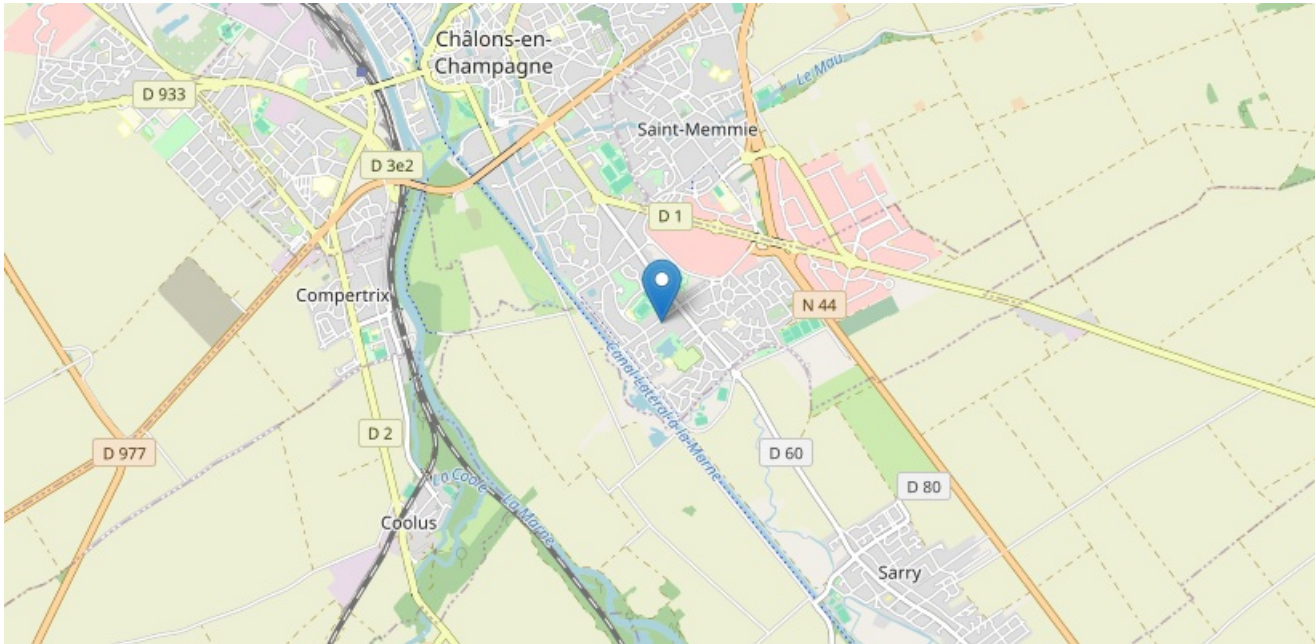 Châlons-en-
Champagne
Le Mau
D 933
Saint-Memmie
D 3e2
D 1
Compertrix
N 44
Canal Latéral à la Marne
D 2
D 977
D 60
La Coole
D 80
La Marne
Coolus
Sarry